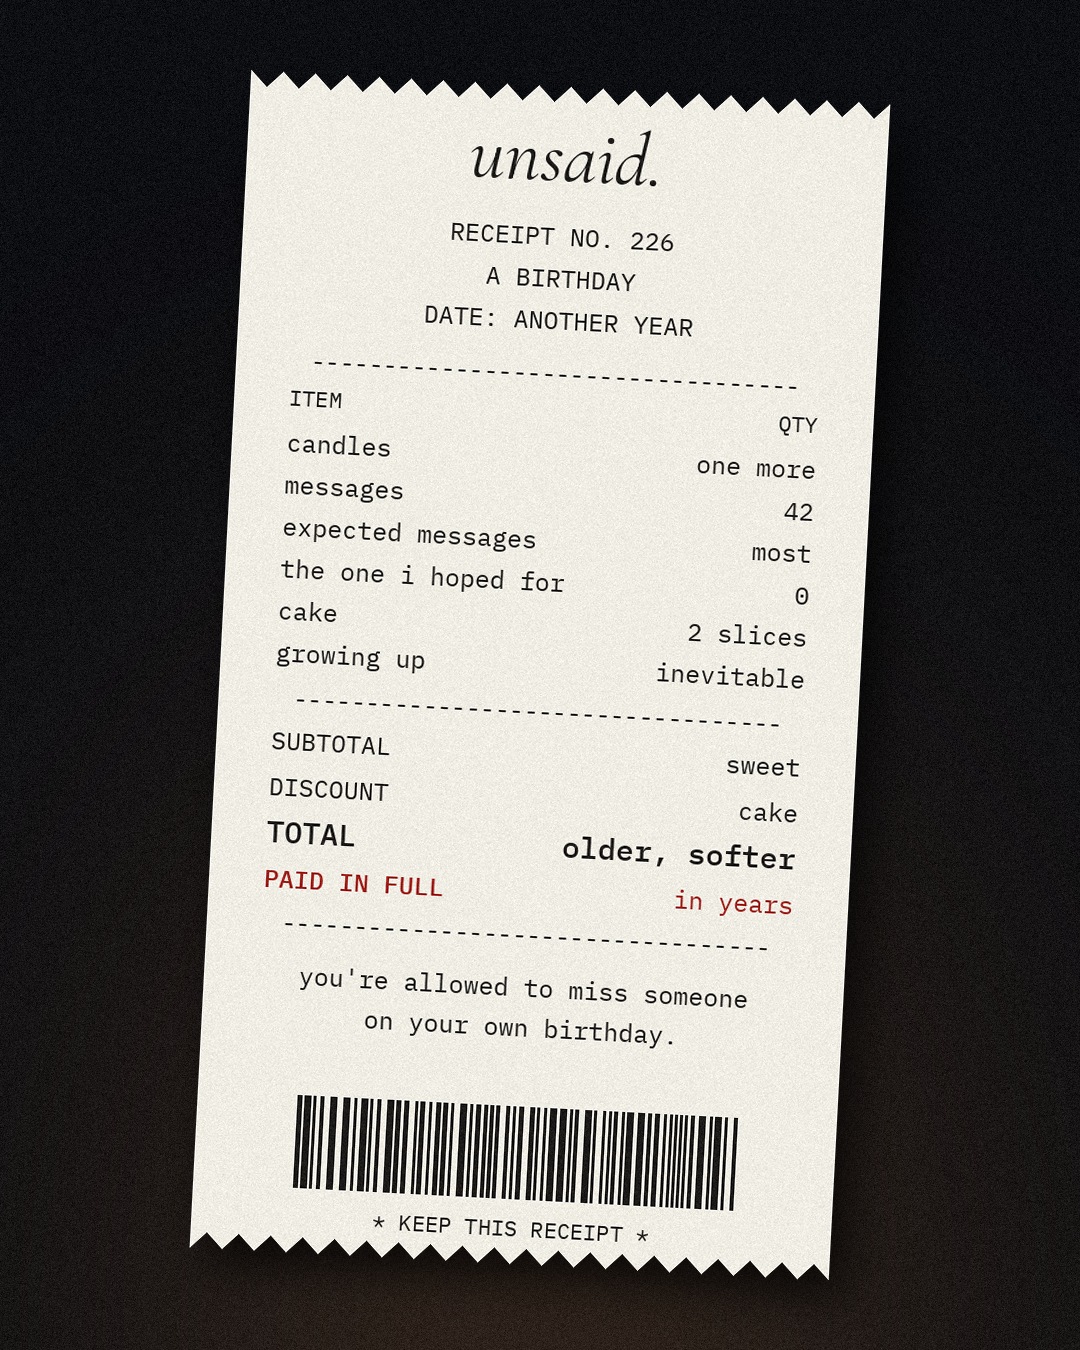 unsaid.
RECEIPT NO. 226
A BIRTHDAY
DATE: ANOTHER YEAR
----------------------------------
ITEM QTY
candles one more
messages 42
expected messages most
the one i hoped for 0
cake 2 slices
growing up inevitable
----------------------------------
SUBTOTAL sweet
DISCOUNT cake
TOTAL older, softer
PAID IN FULL in years
----------------------------------
you're allowed to miss someone
on your own birthday.
* KEEP THIS RECEIPT *